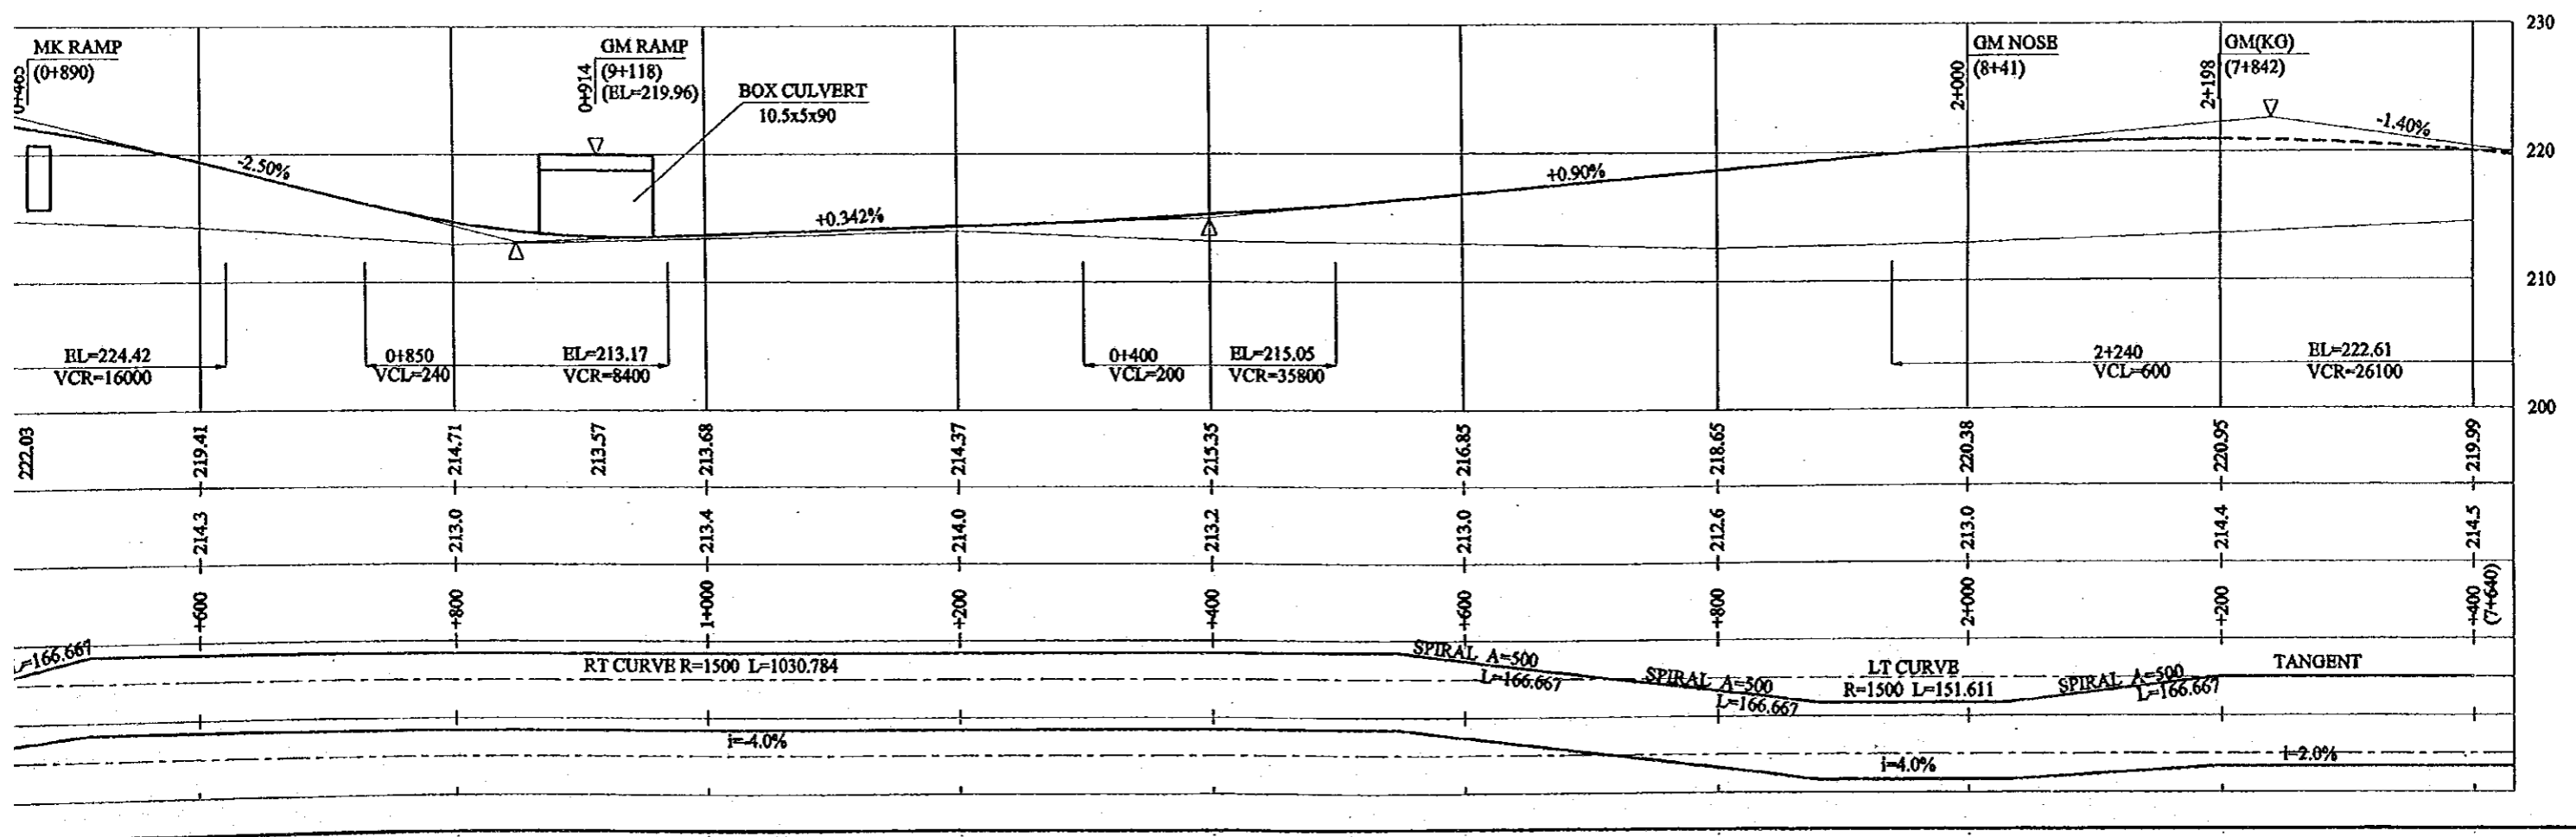 230
MK RAMP
(0+890)
GM RAMP
(9+118)
(EL=219.96)
0+914
BOX CULVERT
10.5x5x90
GM NOSE
(8+41)
2+000
GM(KG)
(7+842)
2+198
-2.50%
+0.342%
+0.90%
-1.40%
220
210
EL=224.42
VCR=16000
0+850
VCL=240
EL=213.17
VCR=8400
0+400
VCL=200
EL=215.05
VCR=35800
2+240
VCL=600
EL=222.61
VCR=26100
200
222.03
219.41
214.71
213.57
213.68
214.37
215.35
216.85
218.65
220.38
220.95
219.99
214.3
213.0
213.4
214.0
213.2
213.0
212.6
213.0
214.4
214.5
+600
+800
1+000
+200
+400
+600
+800
2+000
+200
+400
(7+640)
L=166.667
RT CURVE R=1500 L=1030.784
SPIRAL A=500
L=166.667
SPIRAL A=500
L=166.667
LT CURVE
R=1500 L=151.611
SPIRAL A=500
L=166.667
TANGENT
i=-4.0%
i=4.0%
i=2.0%